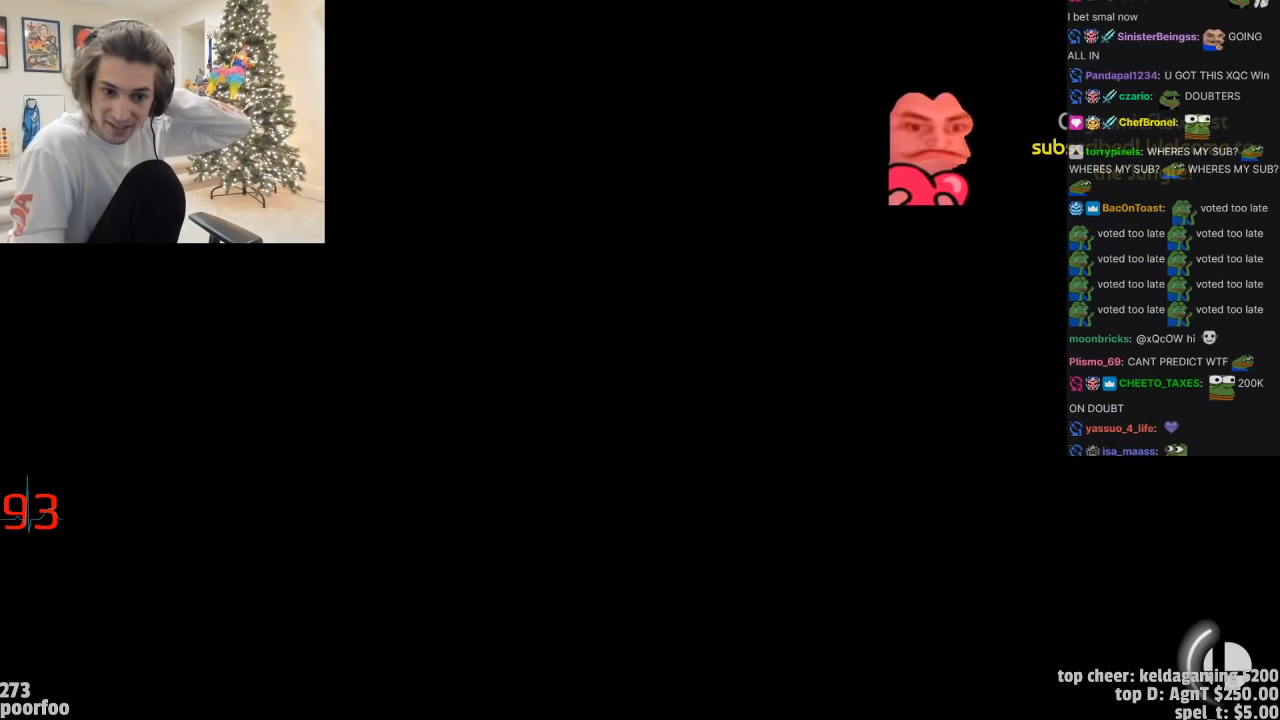 I bet smal now
SinisterBeingss: GOING
ALL IN
Pandapal1234: U GOT THIS XQC WIn
czario: DOUBTERS
ChefBronel:
sub
torrypixels: WHERES MY SUB?
WHERES MY SUB? WHERES MY SUB?
Bac0nToast: voted too late
voted too late voted too late
voted too late voted too late
voted too late voted too late
voted too late voted too late
moonbricks: @xQcOW hi
Plismo_69: CANT PREDICT WTF
CHEETO_TAXES: 200K
ON DOUBT
yassuo_4_life:
isa_maass:
93
273
poorfoo
top cheer: keldagaming 5200
top D: AgnT $250.00
spel_t: $5.00